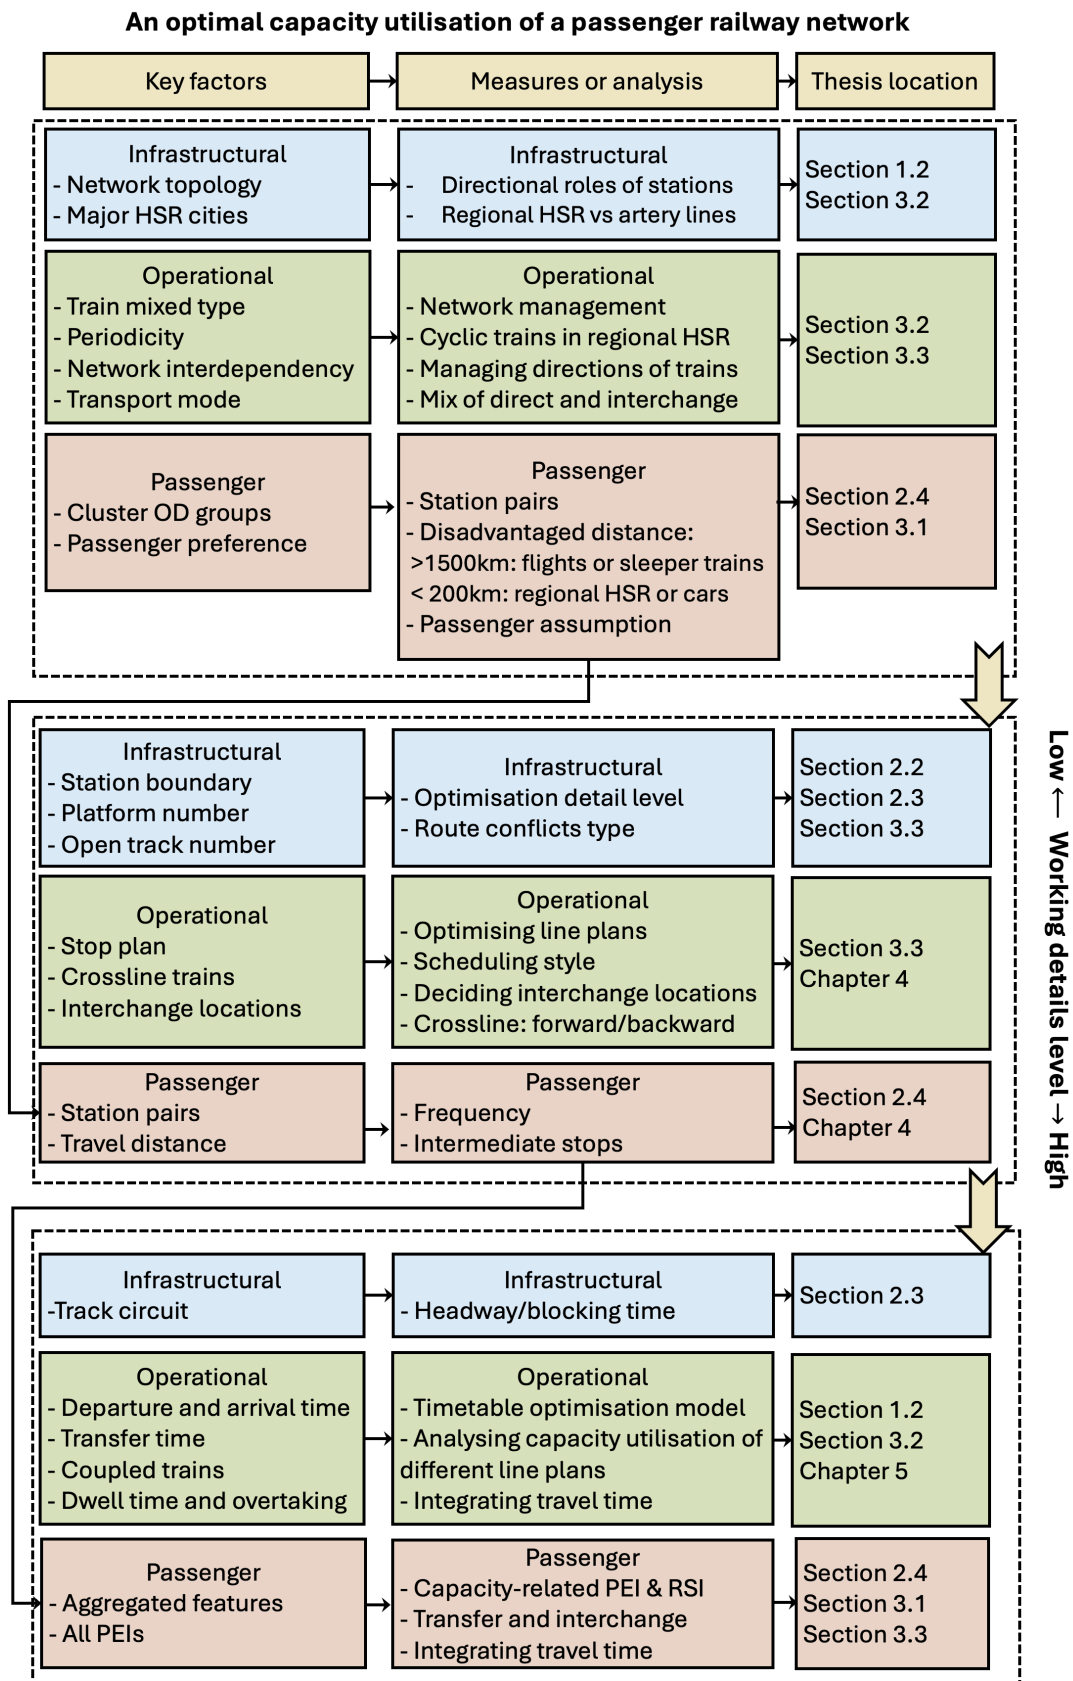 An optimal capacity utilisation of a passenger railway network
Key factors
Measures or analysis
Thesis location
Infrastructural
- Network topology
- Major HSR cities
Infrastructural
- Directional roles of stations
- Regional HSR vs artery lines
Section 1.2
Section 3.2
Operational
- Train mixed type
- Periodicity
- Network interdependency
- Transport mode
Operational
- Network management
- Cyclic trains in regional HSR
- Managing directions of trains
- Mix of direct and interchange
Section 3.2
Section 3.3
Passenger
- Cluster OD groups
- Passenger preference
Passenger
- Station pairs
- Disadvantaged distance:
>1500km: flights or sleeper trains
< 200km: regional HSR or cars
- Passenger assumption
Section 2.4
Section 3.1
Infrastructural
- Station boundary
- Platform number
- Open track number
Infrastructural
- Optimisation detail level
- Route conflicts type
Section 2.2
Section 2.3
Section 3.3
Operational
- Stop plan
- Crossline trains
- Interchange locations
Operational
- Optimising line plans
- Scheduling style
- Deciding interchange locations
- Crossline: forward/backward
Section 3.3
Chapter 4
Passenger
- Station pairs
- Travel distance
Passenger
- Frequency
- Intermediate stops
Section 2.4
Chapter 4
Infrastructural
-Track circuit
Infrastructural
- Headway/blocking time
Section 2.3
Operational
- Departure and arrival time
- Transfer time
- Coupled trains
- Dwell time and overtaking
Operational
- Timetable optimisation model
- Analysing capacity utilisation of
different line plans
- Integrating travel time
Section 1.2
Section 3.2
Chapter 5
Passenger
- Aggregated features
- All PEIs
Passenger
- Capacity-related PEI & RSI
- Transfer and interchange
- Integrating travel time
Section 2.4
Section 3.1
Section 3.3
Low ← Working details level → High